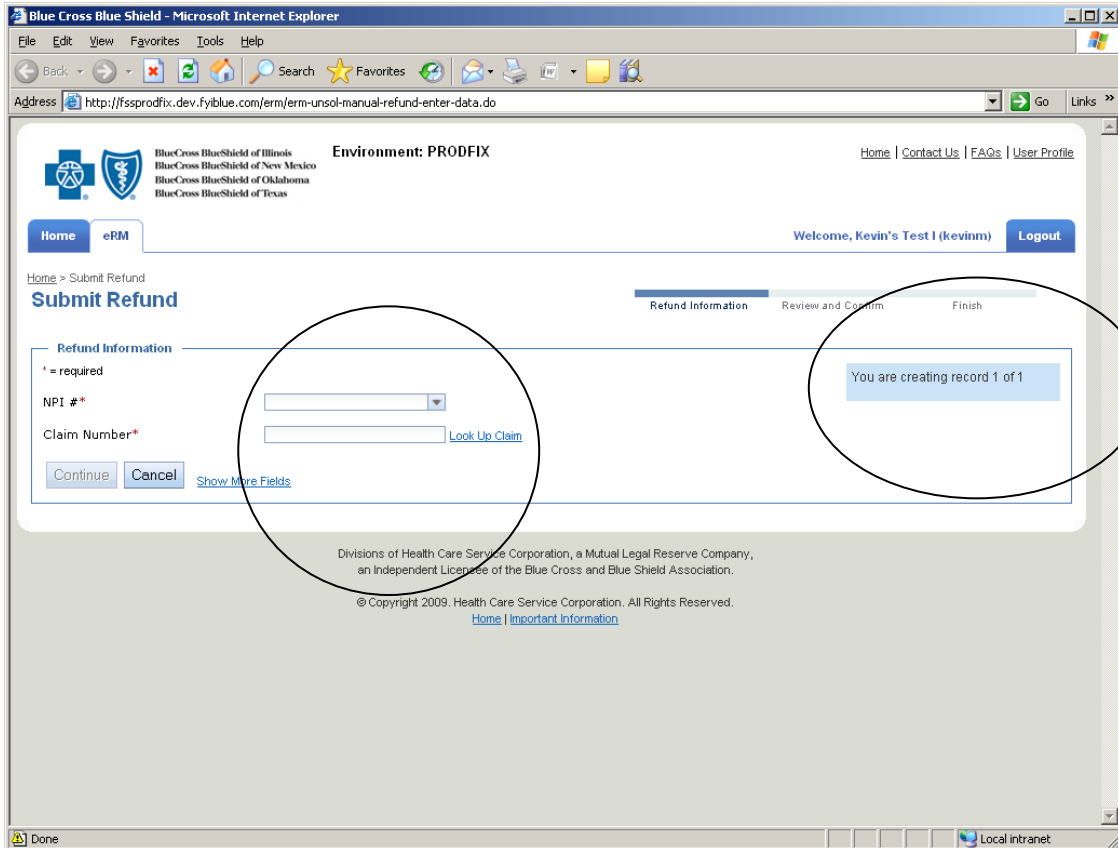 Blue Cross Blue Shield - Microsoft Internet Explorer
File Edit View Favorites Tools Help
Back Search Favorites
Address http://fssprodfix.dev.fyiblue.com/erm/erm-unsol-manual-refund-enter-data.do Go Links »
BlueCross BlueShield of Illinois
BlueCross BlueShield of New Mexico
BlueCross BlueShield of Oklahoma
BlueCross BlueShield of Texas
Environment: PRODFIX
Home | Contact Us | FAQs | User Profile
Home eRM Welcome, Kevin's Test I (kevinm) Logout
Home > Submit Refund
Submit Refund
Refund Information Review and Confirm Finish
Refund Information
* = required
You are creating record 1 of 1
NPI #*
Claim Number* Look Up Claim
Continue Cancel Show More Fields
Divisions of Health Care Service Corporation, a Mutual Legal Reserve Company,
an Independent Licensee of the Blue Cross and Blue Shield Association.
© Copyright 2009. Health Care Service Corporation. All Rights Reserved.
Home | Important Information
Done Local intranet